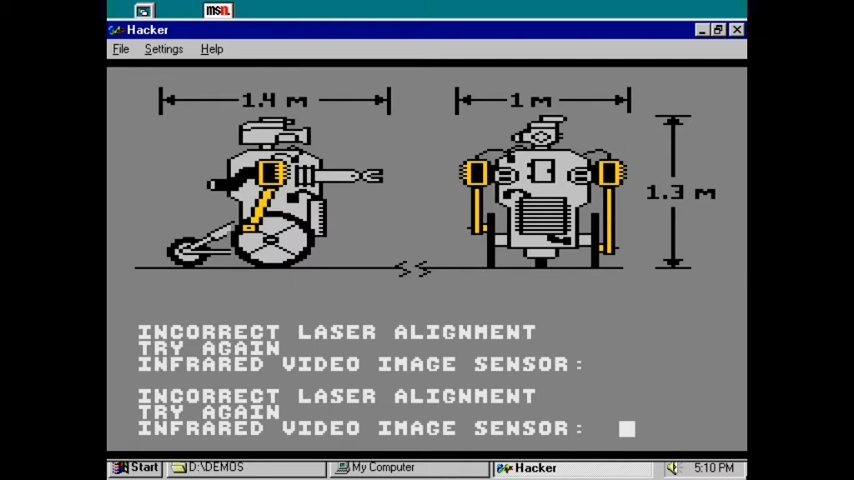 msn
Hacker
File Settings Help
1.4 m
1 m
1.3 m
INCORRECT LASER ALIGNMENT
TRY AGAIN
INFRARED VIDEO IMAGE SENSOR:
INCORRECT LASER ALIGNMENT
TRY AGAIN
INFRARED VIDEO IMAGE SENSOR:
Start D:\DEMOS My Computer Hacker 5:10 PM